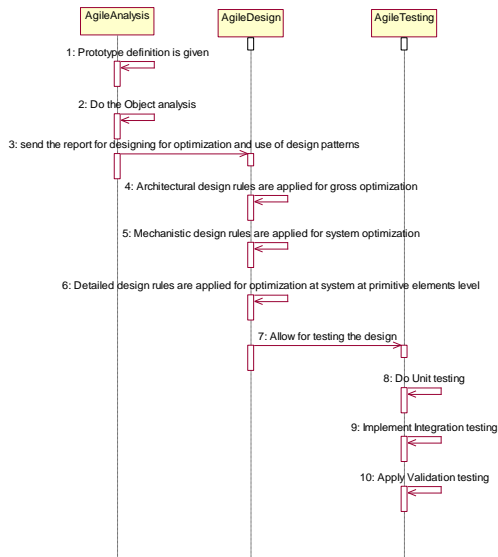 AgileAnalysis
AgileDesign
AgileTesting
1: Prototype definition is given
2: Do the Object analysis
3: send the report for designing for optimization and use of design patterns
4: Architectural design rules are applied for gross optimization
5: Mechanistic design rules are applied for system optimization
6: Detailed design rules are applied for optimization at system at primitive elements level
7: Allow for testing the design
8: Do Unit testing
9: Implement Integration testing
10: Apply Validation testing